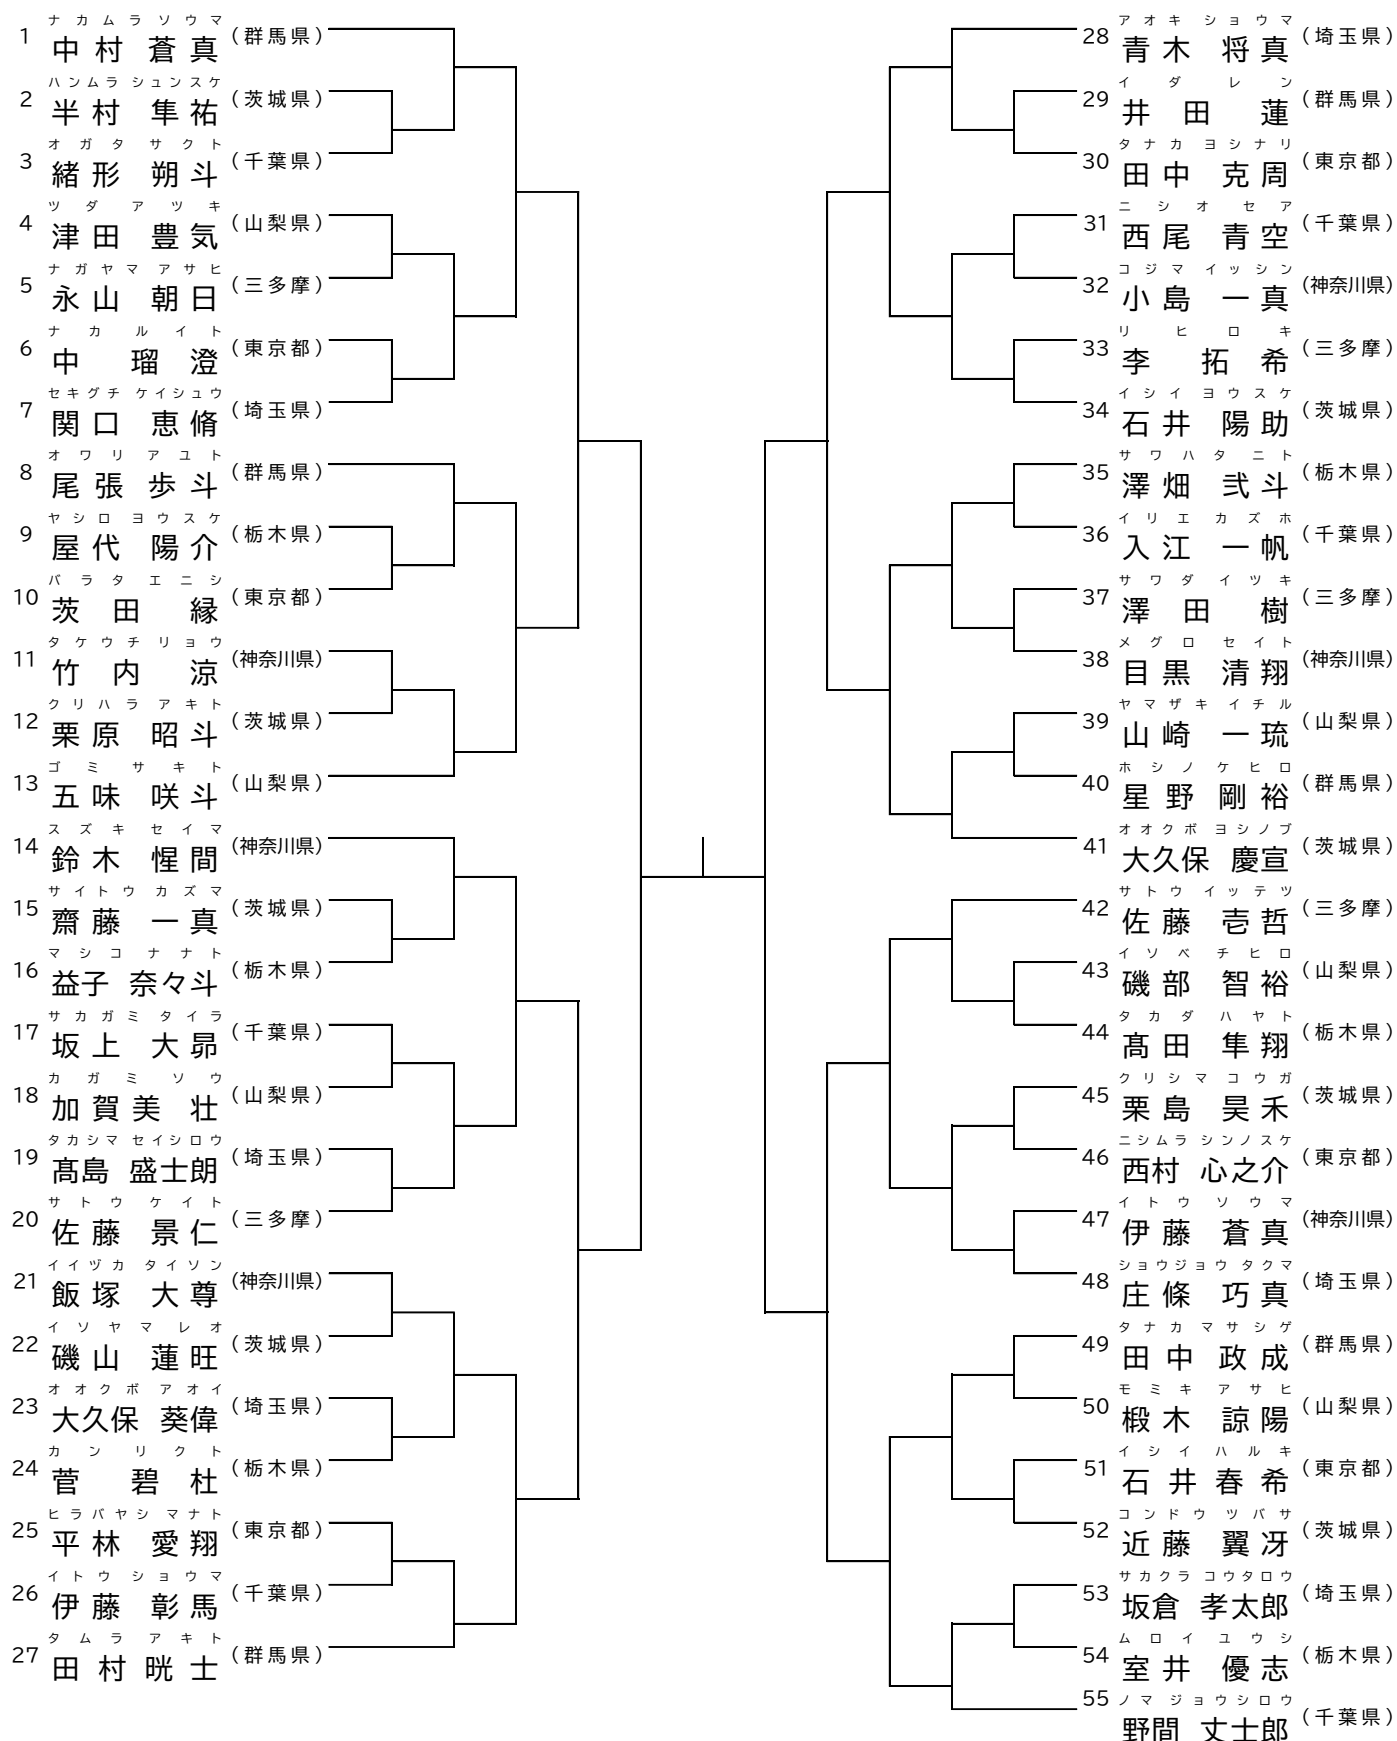 ナカムラ ソウマ
1 中村 蒼真 (群馬県)
ハンムラ シュンスケ
2 半村 隼祐 (茨城県)
オガタ サクト
3 緒形 朔斗 (千葉県)
ツダ アツキ
4 津田 豊気 (山梨県)
ナガヤマ アサヒ
5 永山 朝日 (三多摩)
ナカ ルイト
6 中 瑠澄 (東京都)
セキグチ ケイシュウ
7 関口 恵脩 (埼玉県)
オワリ アユト
8 尾張 歩斗 (群馬県)
ヤシロ ヨウスケ
9 屋代 陽介 (栃木県)
バラタ エニシ
10 茨田 縁 (東京都)
タケウチ リョウ
11 竹内 涼 (神奈川県)
クリハラ アキト
12 栗原 昭斗 (茨城県)
ゴミ サキト
13 五味 咲斗 (山梨県)
スズキ セイマ
14 鈴木 惺間 (神奈川県)
サイトウ カズマ
15 齋藤 一真 (茨城県)
マシコ ナナト
16 益子 奈々斗 (栃木県)
サカガミ タイラ
17 坂上 大昴 (千葉県)
カガミ ソウ
18 加賀美 壮 (山梨県)
タカシマ セイシロウ
19 髙島 盛士朗 (埼玉県)
サトウ ケイト
20 佐藤 景仁 (三多摩)
イイヅカ タイソン
21 飯塚 大尊 (神奈川県)
イソヤマ レオ
22 磯山 蓮旺 (茨城県)
オオクボ アオイ
23 大久保 葵偉 (埼玉県)
カン リクト
24 菅 碧杜 (栃木県)
ヒラバヤシ マナト
25 平林 愛翔 (東京都)
イトウ ショウマ
26 伊藤 彰馬 (千葉県)
タムラ アキト
27 田村 晄士 (群馬県)
アオキ ショウマ
28 青木 将真 (埼玉県)
イダ レン
29 井田 蓮 (群馬県)
タナカ ヨシナリ
30 田中 克周 (東京都)
ニシオ セア
31 西尾 青空 (千葉県)
コジマ イッシン
32 小島 一真 (神奈川県)
リ ヒロキ
33 李 拓希 (三多摩)
イシイ ヨウスケ
34 石井 陽助 (茨城県)
サワハタ ニト
35 澤畑 弐斗 (栃木県)
イリエ カズホ
36 入江 一帆 (千葉県)
サワダ イツキ
37 澤田 樹 (三多摩)
メグロ セイト
38 目黒 清翔 (神奈川県)
ヤマザキ イチル
39 山崎 一琉 (山梨県)
ホシノ ケヒロ
40 星野 剛裕 (群馬県)
オオクボ ヨシノブ
41 大久保 慶宣 (茨城県)
サトウ イッテツ
42 佐藤 壱哲 (三多摩)
イソベ チヒロ
43 磯部 智裕 (山梨県)
タカダ ハヤト
44 髙田 隼翔 (栃木県)
クリシマ コウガ
45 栗島 昊禾 (茨城県)
ニシムラ シンノスケ
46 西村 心之介 (東京都)
イトウ ソウマ
47 伊藤 蒼真 (神奈川県)
ショウジョウ タクマ
48 庄條 巧真 (埼玉県)
タナカ マサシゲ
49 田中 政成 (群馬県)
モミキ アサヒ
50 椴木 諒陽 (山梨県)
イシイ ハルキ
51 石井 春希 (東京都)
コンドウ ツバサ
52 近藤 翼冴 (茨城県)
サカクラ コウタロウ
53 坂倉 孝太郎 (埼玉県)
ムロイ ユウシ
54 室井 優志 (栃木県)
ノマ ジョウシロウ
55 野間 丈士郎 (千葉県)